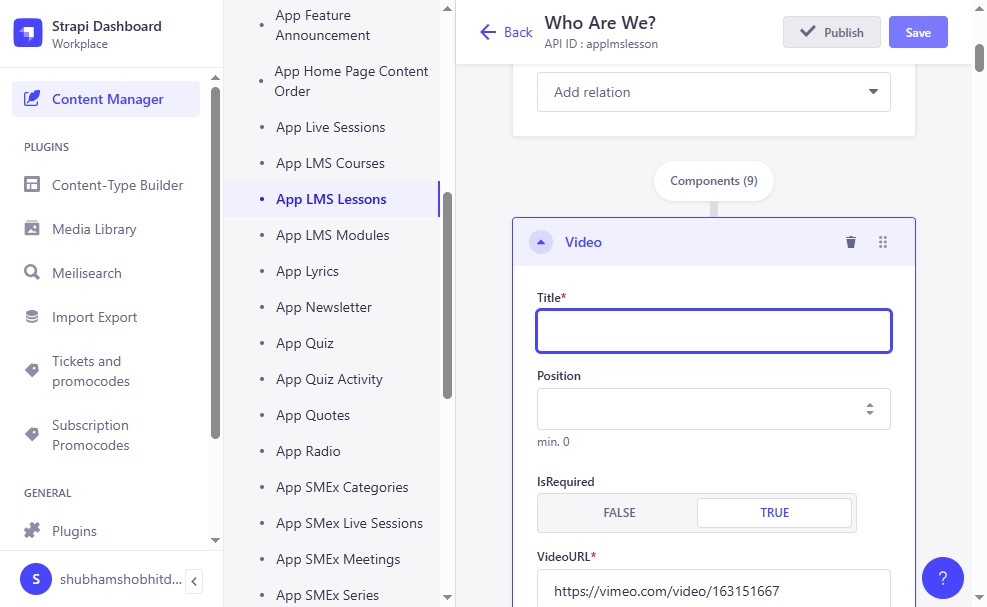 Strapi Dashboard
Workplace
Content Manager
PLUGINS
Content-Type Builder
Media Library
Meilisearch
Import Export
Tickets and
promocodes
Subscription
Promocodes
GENERAL
Plugins
S
shubhamshobhitd...
App Feature
Announcement
App Home Page Content
Order
App Live Sessions
App LMS Courses
App LMS Lessons
App LMS Modules
App Lyrics
App Newsletter
App Quiz
App Quiz Activity
App Quotes
App Radio
App SMEx Categories
App SMex Live Sessions
App SMEx Meetings
App SMEx Series
Back
Who Are We?
API ID : applmslesson
Publish
Save
Add relation
Components (9)
Video
Title*
Position
min. 0
IsRequired
FALSE
TRUE
VideoURL*
https://vimeo.com/video/163151667
?